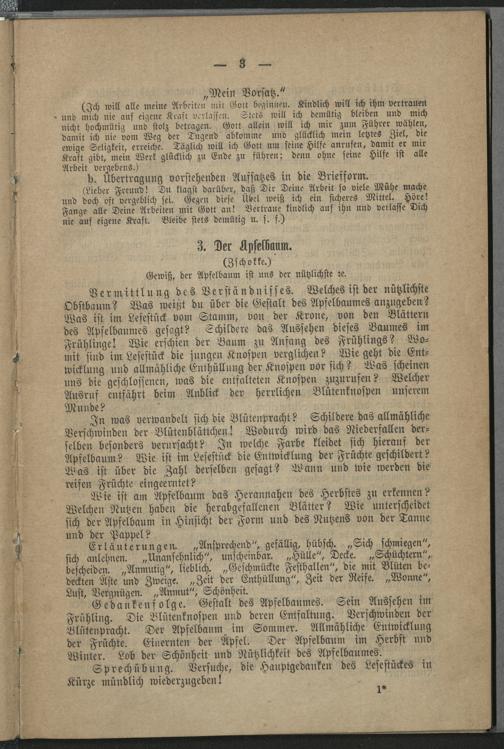 — 3 —
„Mein Vorsatz.“
(Ich will alle meine Arbeiten mit Gott beginnen. Kindlich will ich ihm vertrauen
und mich nie auf eigene Kraft verlassen. Stets will ich demütig bleiben und mich
nicht hochmütig und stolz betragen. Gott allein will ich mir zum Führer wählen,
damit ich nie vom Weg der Tugend abkomme und glücklich mein letztes Ziel, die
ewige Seligkeit, erreiche. Täglich will ich Gott um seine Hilfe anrufen, damit er mir
Kraft gibt, mein Werk glücklich zu Ende zu führen; denn ohne seine Hilfe ist alle
Arbeit vergebens.)
b. Übertragung vorstehenden Aufsatzes in die Briefform.
(Lieber Freund! Du klagst darüber, daß Dir Deine Arbeit so viele Mühe mache
und doch oft vergeblich sei. Gegen diese Übel weiß ich ein sicheres Mittel. Höre!
Fange alle Deine Arbeiten mit Gott an! Vertraue kindlich auf ihn und verlasse Dich
nie auf eigene Kraft. Bleibe stets demütig u. s. f.)
3. Der Apfelbaum.
(Zschokke.)
Gewiß, der Apfelbaum ist uns der nützlichste ꝛc.
Vermittlung des Verständnisses. Welches ist der nützlichste
Obstbaum? Was weißt du über die Gestalt des Apfelbaumes anzugeben?
Was ist im Lesestück vom Stamm, von der Krone, von den Blättern
des Apfelbaumes gesagt? Schildere das Aussehen dieses Baumes im
Frühlinge! Wie erschien der Baum zu Anfang des Frühlings? Wo-
mit sind im Lesestück die jungen Knospen verglichen? Wie geht die Ent-
wicklung und allmähliche Enthüllung der Knospen vor sich? Was scheinen
uns die geschlossenen, was die entfalteten Knospen zuzurufen? Welcher
Ausruf entfährt beim Anblick der herrlichen Blütenknospen unserem
Munde?
In was verwandelt sich die Blütenpracht? Schildere das allmähliche
Verschwinden der Blütenblättchen! Wodurch wird das Niederfallen der-
selben besonders verursacht? In welche Farbe kleidet sich hierauf der
Apfelbaum? Wie ist im Lesestück die Entwicklung der Früchte geschildert?
Was ist über die Zahl derselben gesagt? Wann und wie werden die
reifen Früchte eingeerntet?
Wie ist am Apfelbaum das Herannahen des Herbstes zu erkennen?
Welchen Nutzen haben die herabgefallenen Blätter? Wie unterscheidet
sich der Apfelbaum in Hinsicht der Form und des Nutzens von der Tanne
und der Pappel?
Erläuterungen. „Ansprechend“, gefällig, hübsch. „Sich schmiegen“,
sich anlehnen. „Unansehnlich“, unscheinbar. „Hülle“, Decke. „Schüchtern“,
bescheiden. „Anmutig“, lieblich. „Geschmückte Festhallen“, die mit Blüten be-
deckten Äste und Zweige. „Zeit der Enthüllung“, Zeit der Reife. „Wonne“,
Lust, Vergnügen. „Anmut“, Schönheit.
Gedankenfolge. Gestalt des Apfelbaumes. Sein Aussehen im
Frühling. Die Blütenknospen und deren Entfaltung. Verschwinden der
Blütenpracht. Der Apfelbaum im Sommer. Allmähliche Entwicklung
der Früchte. Einernten der Äpfel. Der Apfelbaum im Herbst und
Winter. Lob der Schönheit und Nützlichkeit des Apfelbaumes.
Sprechübung. Versuche, die Hauptgedanken des Lesestückes in
Kürze mündlich wiederzugeben!
1*